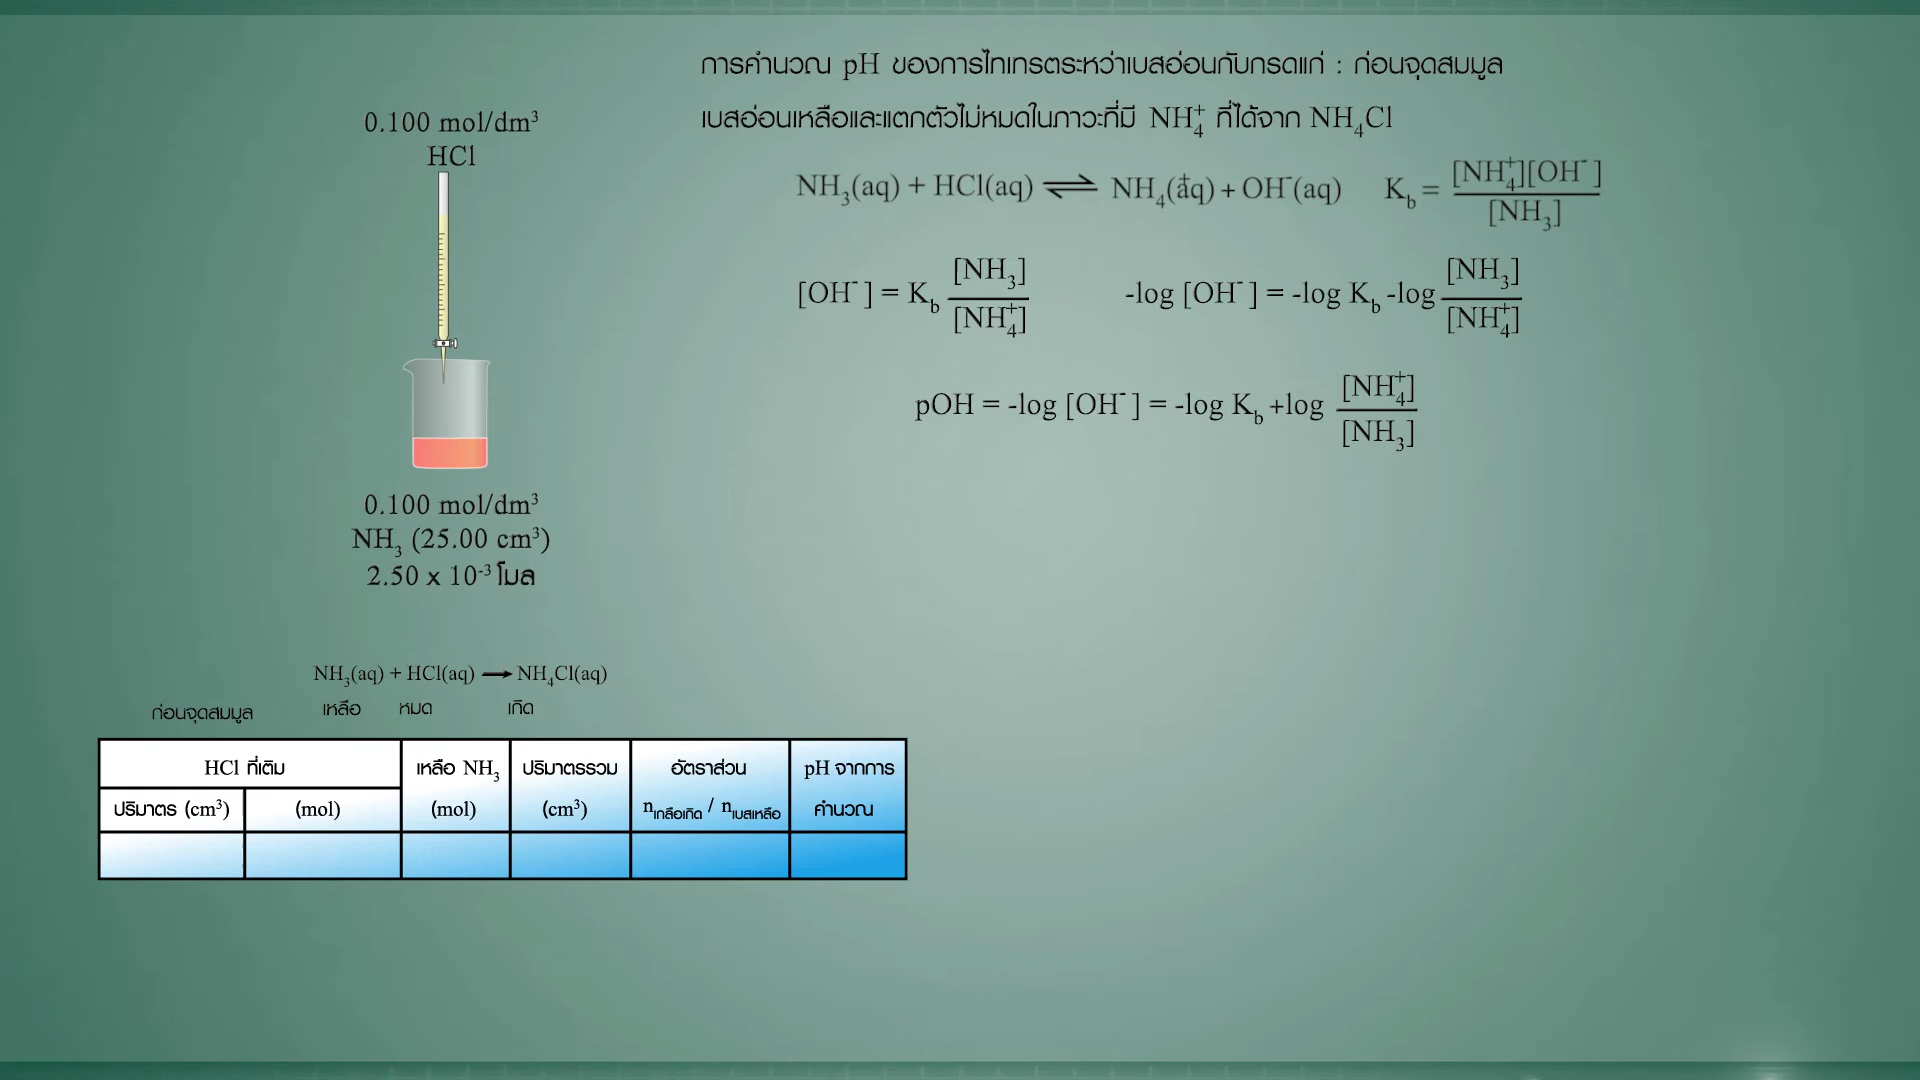 การคำนวณ pH ของการไทเทรตระหว่าเบสอ่อนกับกรดแก่ : ก่อนจุดสมมูล
เบสอ่อนเหลือและแตกตัวไม่หมดในภาวะที่มี NH₄⁺ ที่ได้จาก NH₄Cl
NH₃(aq) + HCl(aq) ⇌ NH₄(aq)⁺ + OH⁻(aq) K_b = [NH₄⁺][OH⁻] / [NH₃]
[OH⁻] = K_b [NH₃] / [NH₄⁺] -log [OH⁻] = -log K_b -log [NH₃] / [NH₄⁺]
pOH = -log [OH⁻] = -log K_b +log [NH₄⁺] / [NH₃]
0.100 mol/dm³
HCl
0.100 mol/dm³
NH₃ (25.00 cm³)
2.50 x 10⁻³ โมล
NH₃(aq) + HCl(aq) → NH₄Cl(aq)
ก่อนจุดสมมูล เหลือ หมด เกิด
HCl ที่เติม เหลือ NH₃ ปริมาตรรวม อัตราส่วน pH จากการ
ปริมาตร (cm³) (mol) (mol) (cm³) n เกลือเกิด / n เบสเหลือ คำนวณ